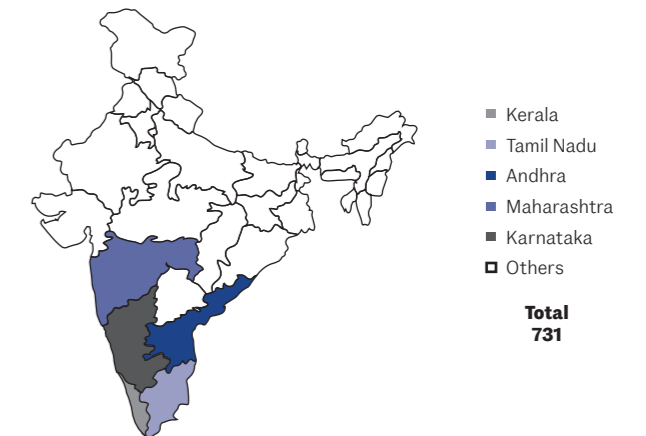 Kerala
Tamil Nadu
Andhra
Maharashtra
Karnataka
Others
Total
731